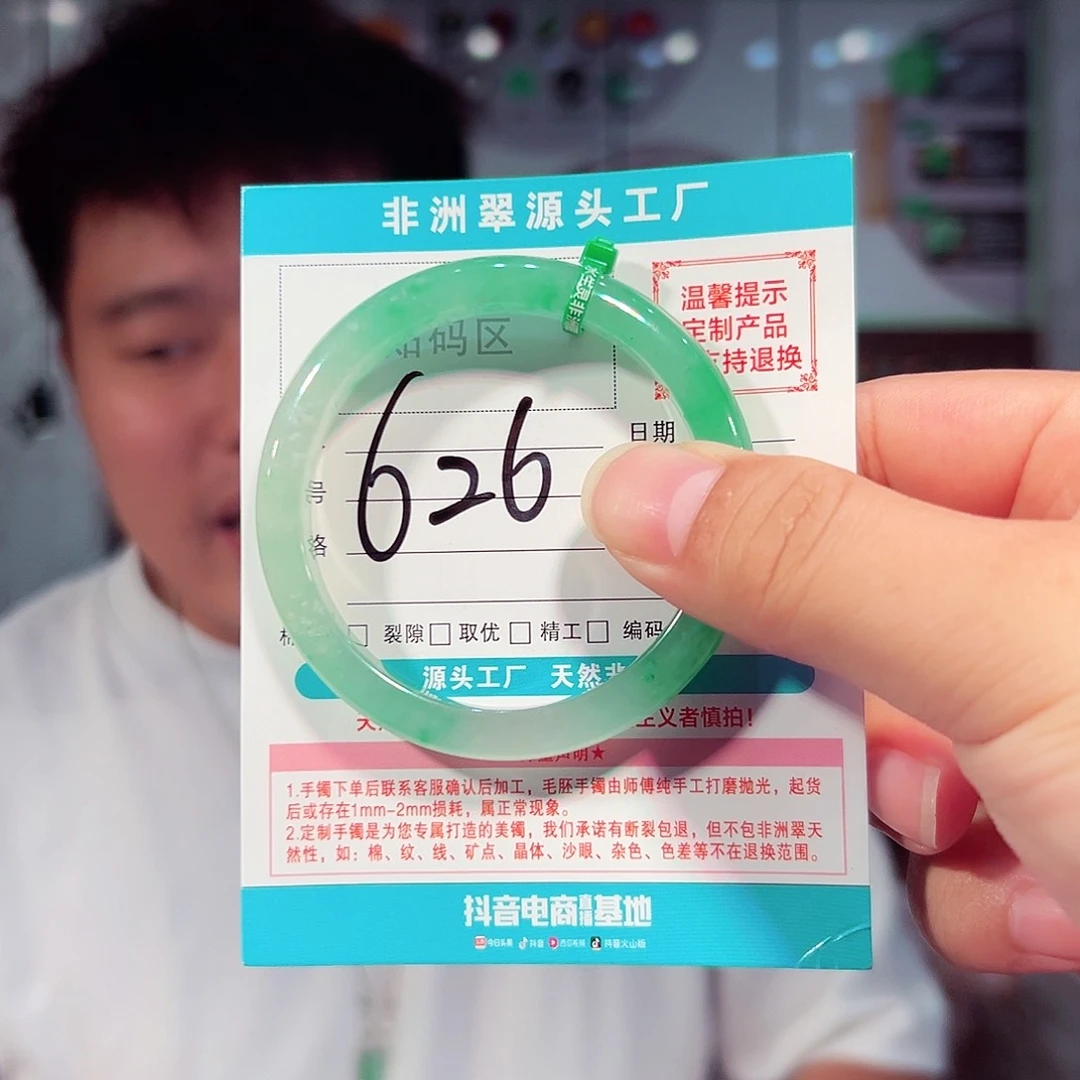 非洲翠源头工厂
温馨提示
定制产品
支持退换
贴码区
626
日期
号
格
裂隙□ 取优□ 精工□ 编码
源头工厂 天然非
主义者慎拍！
声明★
1.手镯下单后联系客服确认后加工，毛胚手镯由师傅纯手工打磨抛光，起货
后或存在1mm-2mm损耗，属正常现象。
2.定制手镯是为您专属打造的美镯，我们承诺有断裂包退，但不包非洲翠天
然性，如：棉、纹、线、矿点、晶体、沙眼、杂色、色差等不在退换范围。
抖音电商直播基地
今日头条 抖音 西瓜视频 抖音火山版